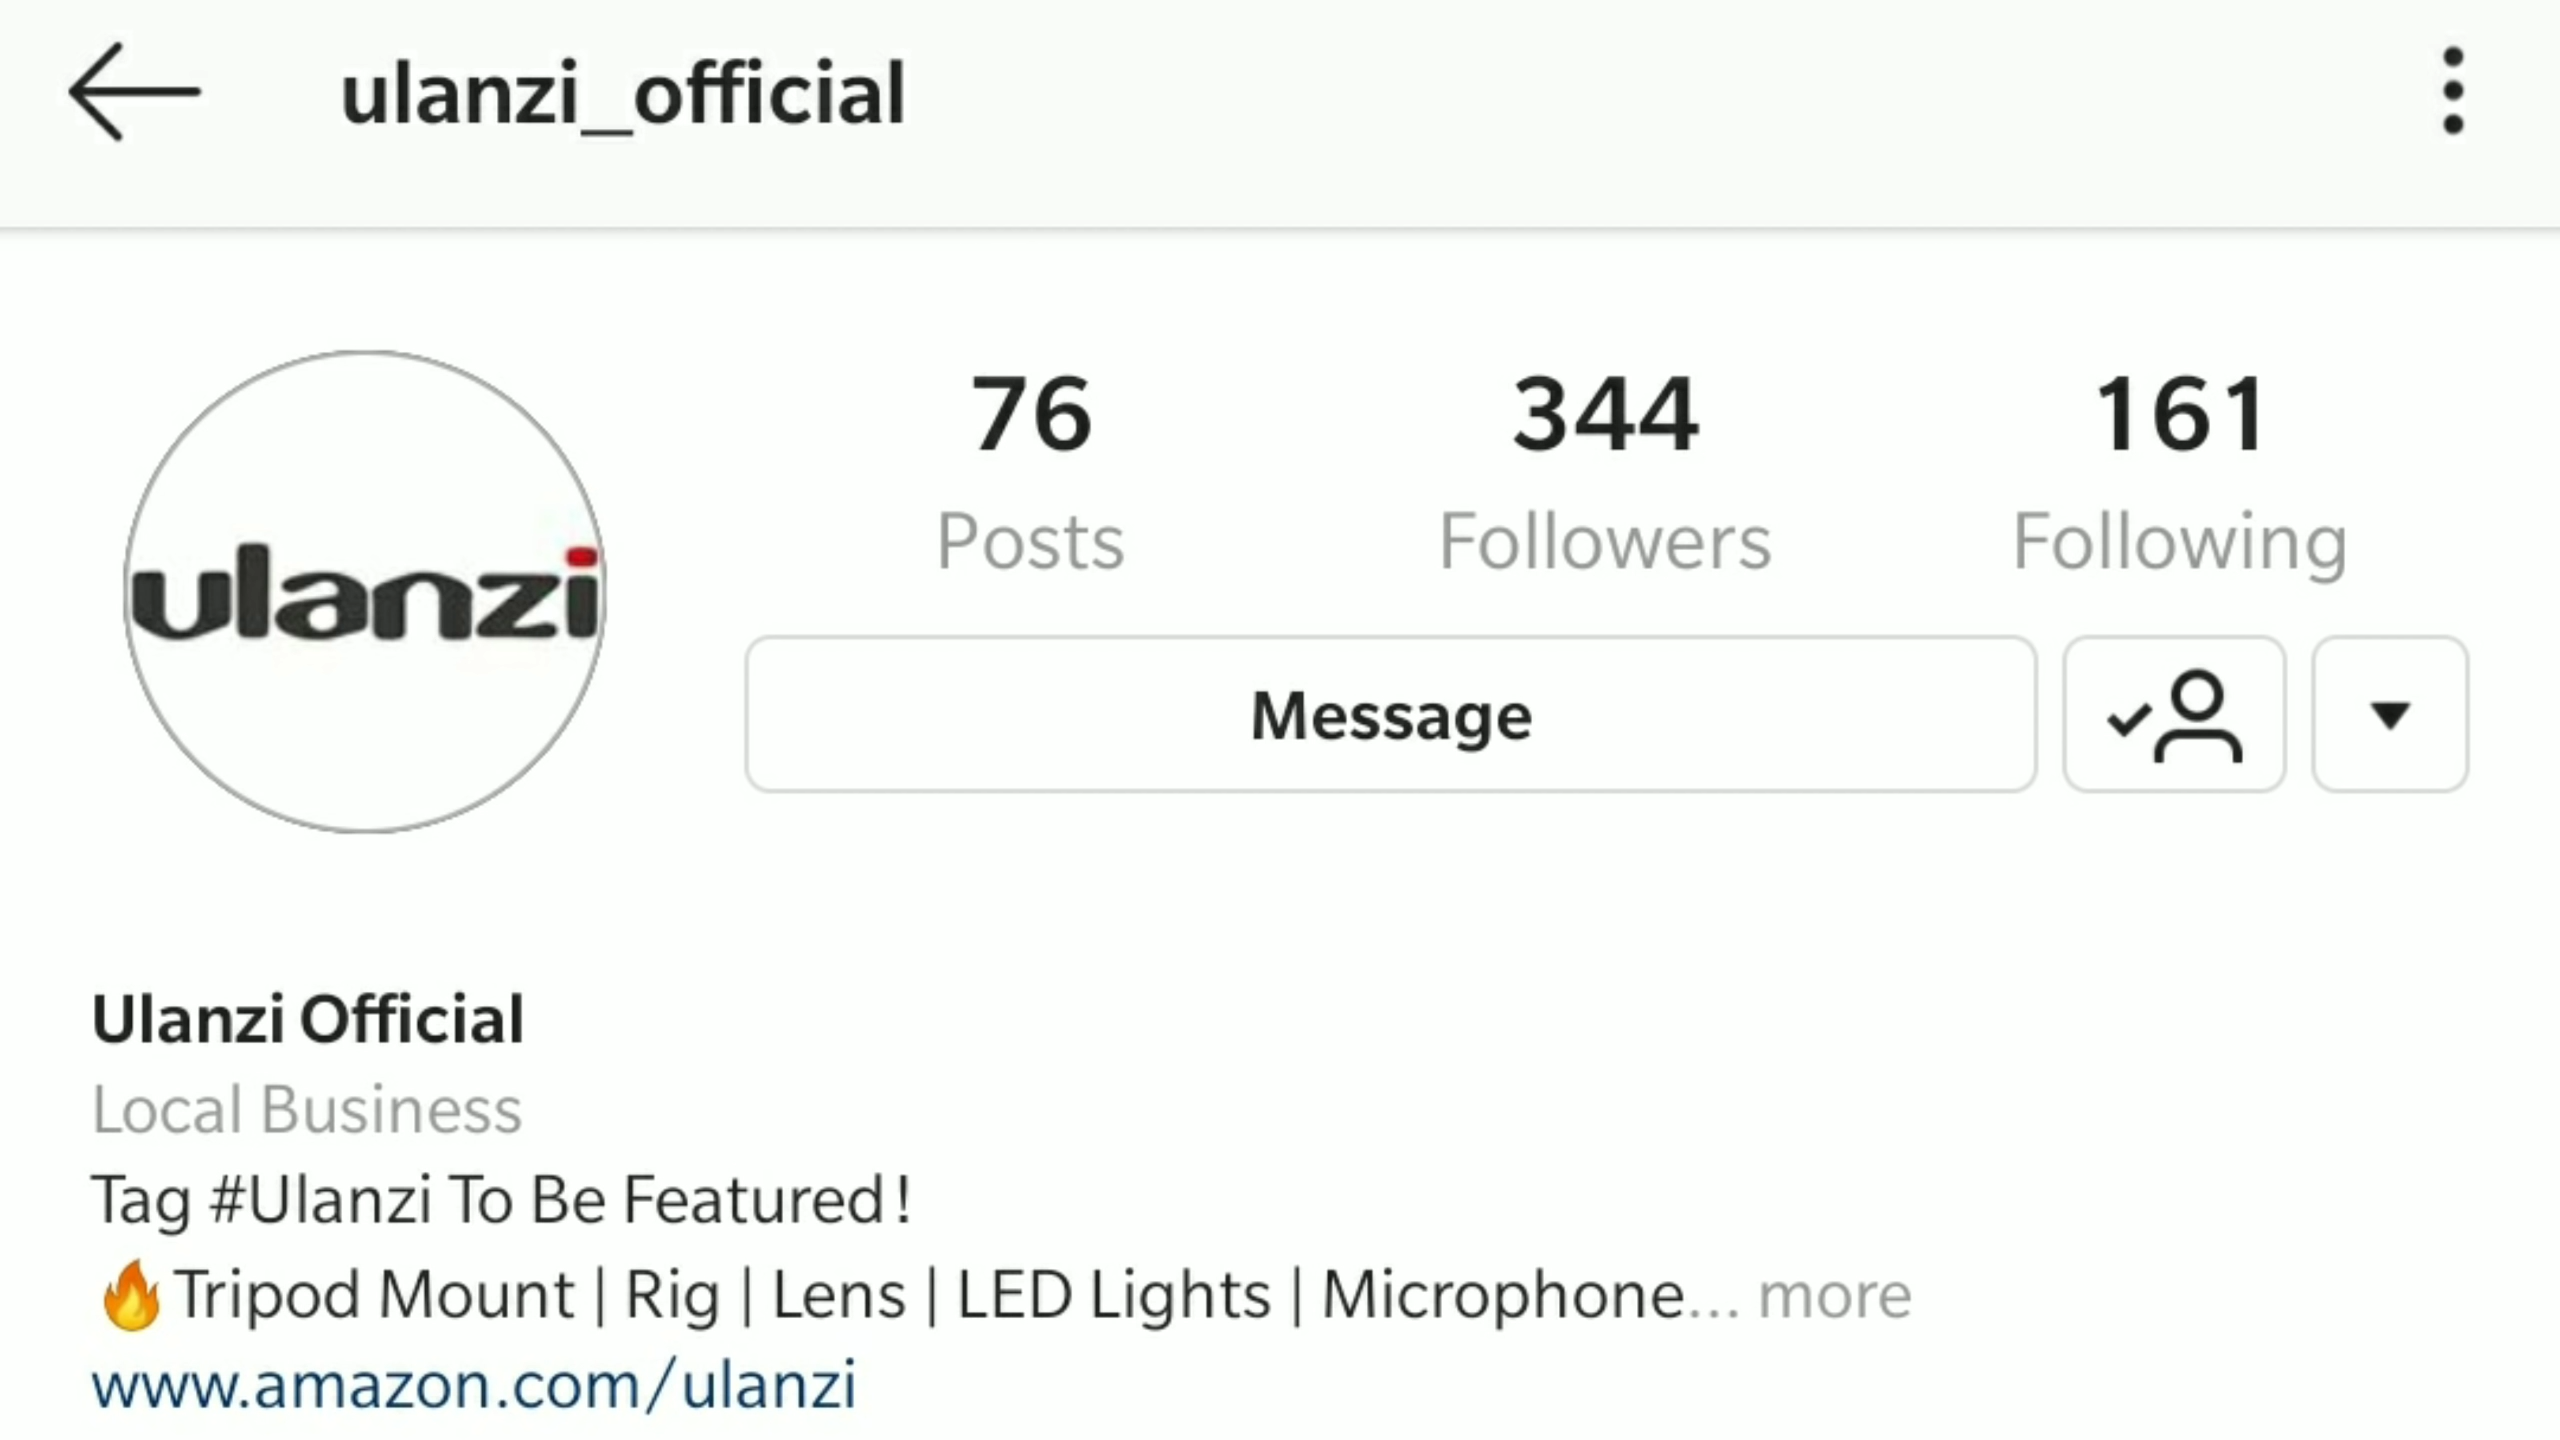 ulanzi_official
ulanzi
76 344 161
Posts Followers Following
Message
Ulanzi Official
Local Business
Tag #Ulanzi To Be Featured!
🔥Tripod Mount | Rig | Lens | LED Lights | Microphone... more
www.amazon.com/ulanzi